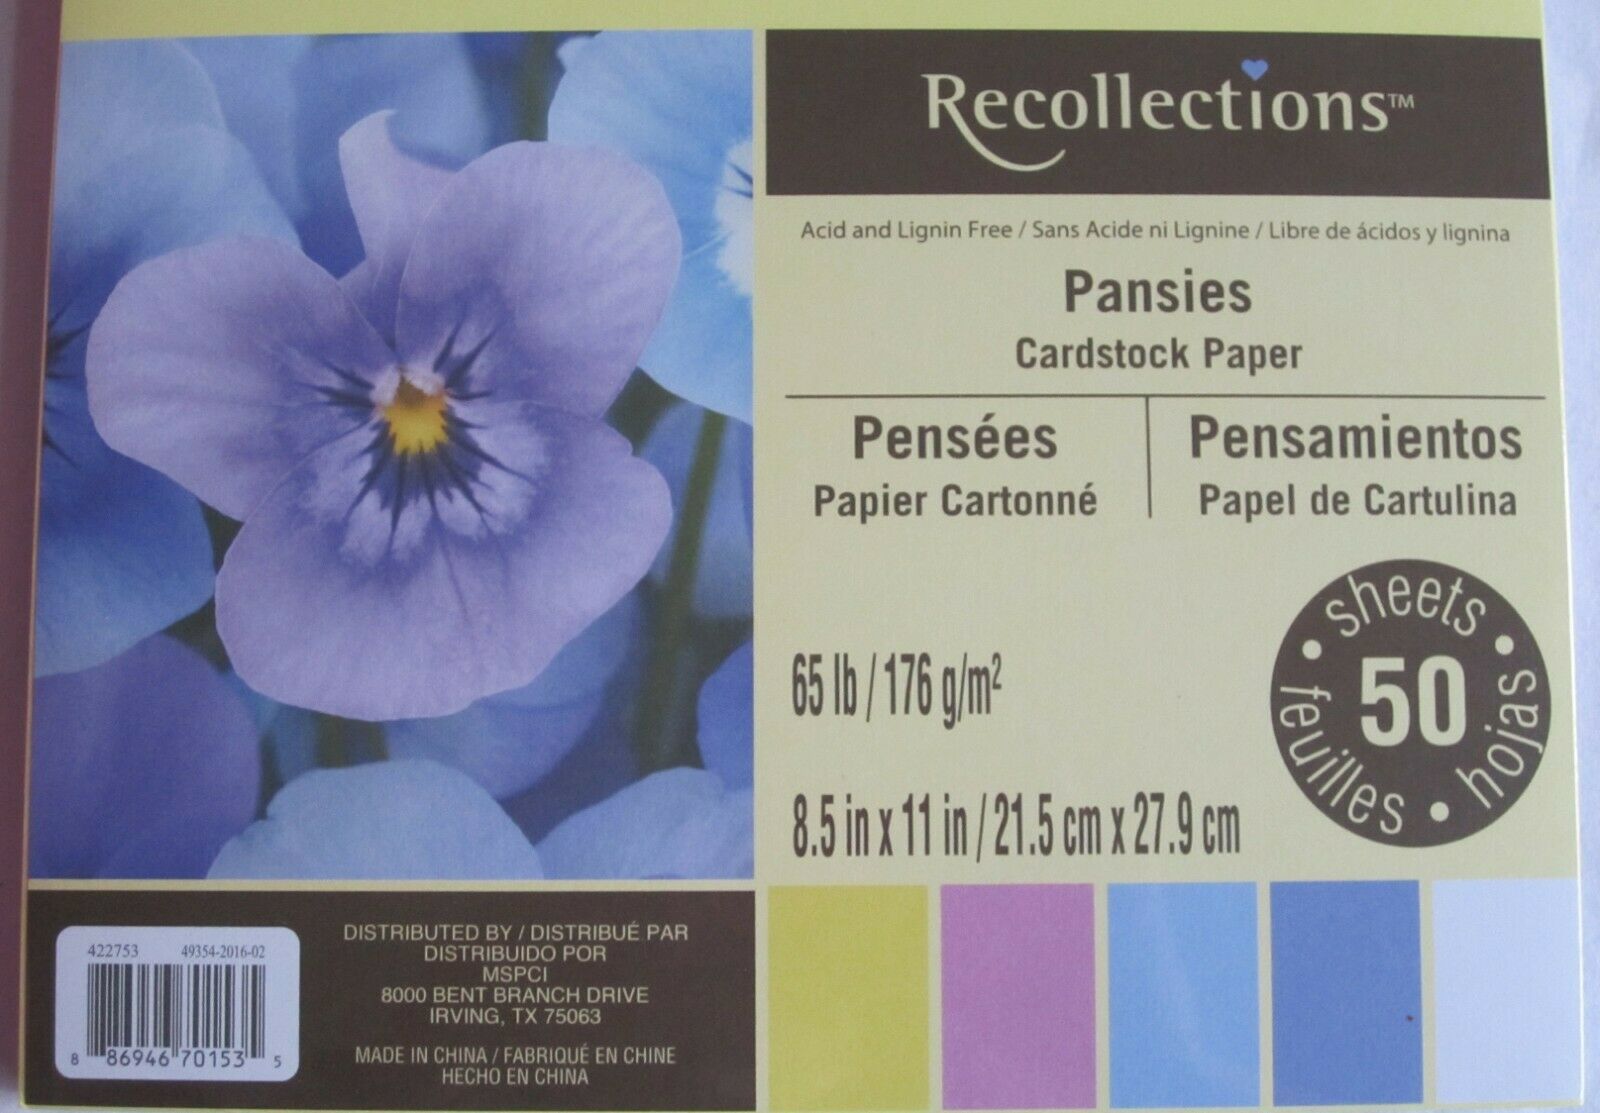 Recollections™
Acid and Lignin Free / Sans Acide ni Lignine / Libre de ácidos y lignina
Pansies
Cardstock Paper
Pensées
Papier Cartonné
Pensamientos
Papel de Cartulina
65 lb / 176 g/m²
8.5 in x 11 in / 21.5 cm x 27.9 cm
• sheets • hojas • feuilles
50
422753 49354-2016-02
8 86946 70153 5
DISTRIBUTED BY / DISTRIBUÉ PAR
DISTRIBUIDO POR
MSPCI
8000 BENT BRANCH DRIVE
IRVING, TX 75063
MADE IN CHINA / FABRIQUÉ EN CHINE
HECHO EN CHINA